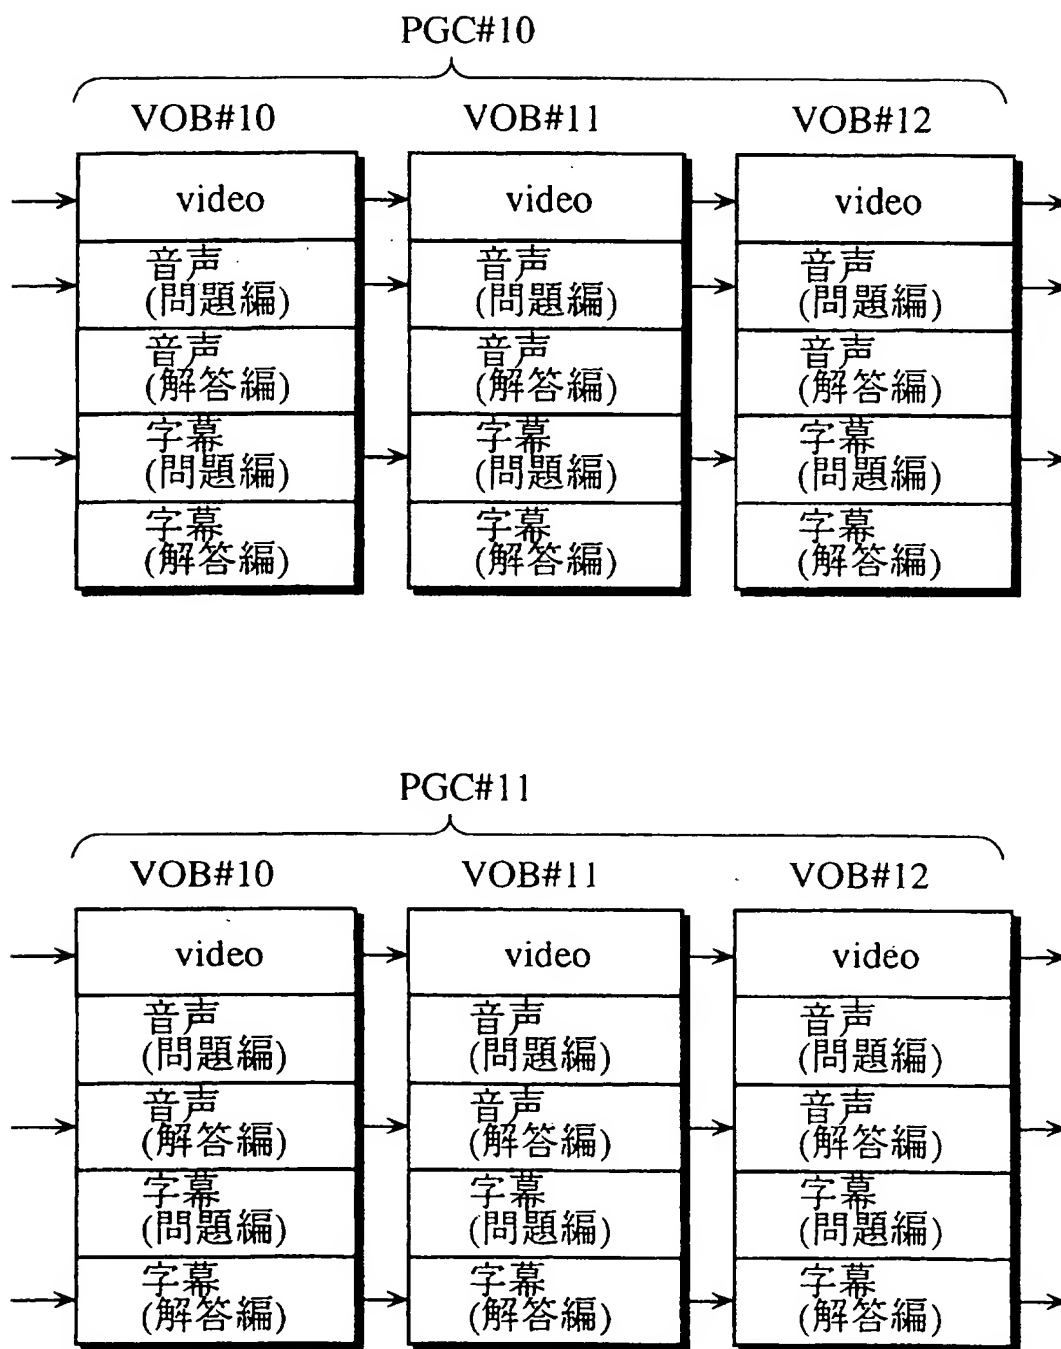 PGC#10
VOB#10
VOB#11
VOB#12
video
video
video
音声
(問題編)
音声
(問題編)
音声
(問題編)
音声
(解答編)
音声
(解答編)
音声
(解答編)
字幕
(問題編)
字幕
(問題編)
字幕
(問題編)
字幕
(解答編)
字幕
(解答編)
字幕
(解答編)
PGC#11
VOB#10
VOB#11
VOB#12
video
video
video
音声
(問題編)
音声
(問題編)
音声
(問題編)
音声
(解答編)
音声
(解答編)
音声
(解答編)
字幕
(問題編)
字幕
(問題編)
字幕
(問題編)
字幕
(解答編)
字幕
(解答編)
字幕
(解答編)